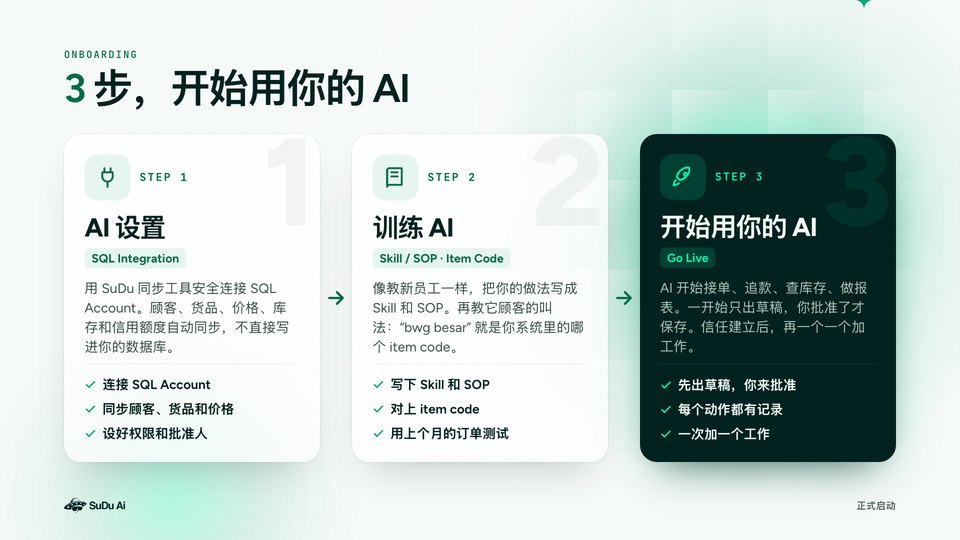 ONBOARDING
3 步，开始用你的 AI
1
STEP 1
AI 设置
SQL Integration
用 SuDu 同步工具安全连接 SQL
Account。顾客、货品、价格、库
存和信用额度自动同步，不直接写
进你的数据库。
连接 SQL Account
同步顾客、货品和价格
设好权限和批准人
2
STEP 2
训练 AI
Skill / SOP · Item Code
像教新员工一样，把你的做法写成
Skill 和 SOP。再教它顾客的叫
法：“bwg besar” 就是你系统里的哪
个 item code。
写下 Skill 和 SOP
对上 item code
用上个月的订单测试
3
STEP 3
开始用你的 AI
Go Live
AI 开始接单、追款、查库存、做报
表。一开始只出草稿，你批准了才
保存。信任建立后，再一个一个加
工作。
先出草稿，你来批准
每个动作都有记录
一次加一个工作
SuDu Ai
正式启动